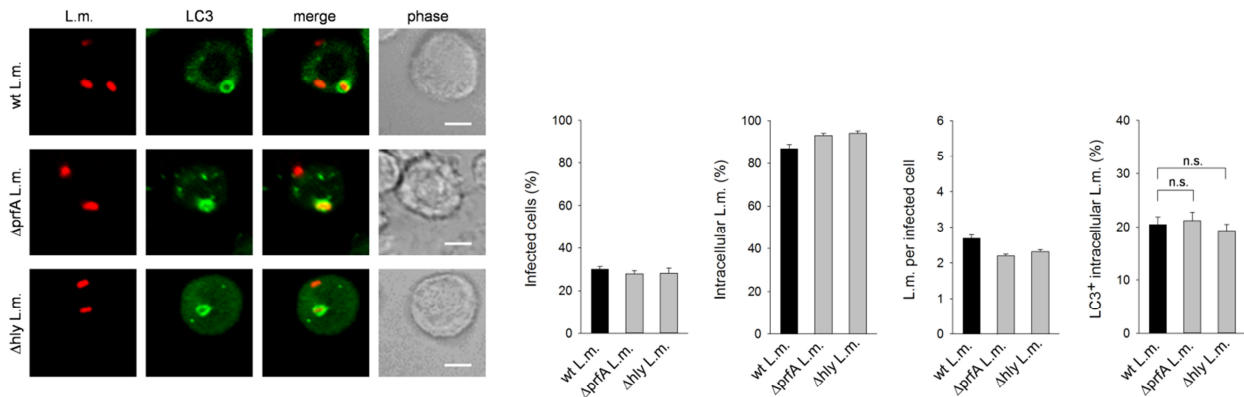 L.m. LC3 merge phase
wt L.m.
ΔprfA L.m.
Δhly L.m.
Infected cells (%)
100
80
60
40
20
0
wt L.m.
ΔprfA L.m.
Δhly L.m.
Intracellular L.m. (%)
100
80
60
40
20
0
wt L.m.
ΔprfA L.m.
Δhly L.m.
L.m. per infected cell
6
5
4
3
2
1
0
wt L.m.
ΔprfA L.m.
Δhly L.m.
LC3⁺ intracellular L.m. (%)
40
30
20
10
0
n.s.
n.s.
wt L.m.
ΔprfA L.m.
Δhly L.m.